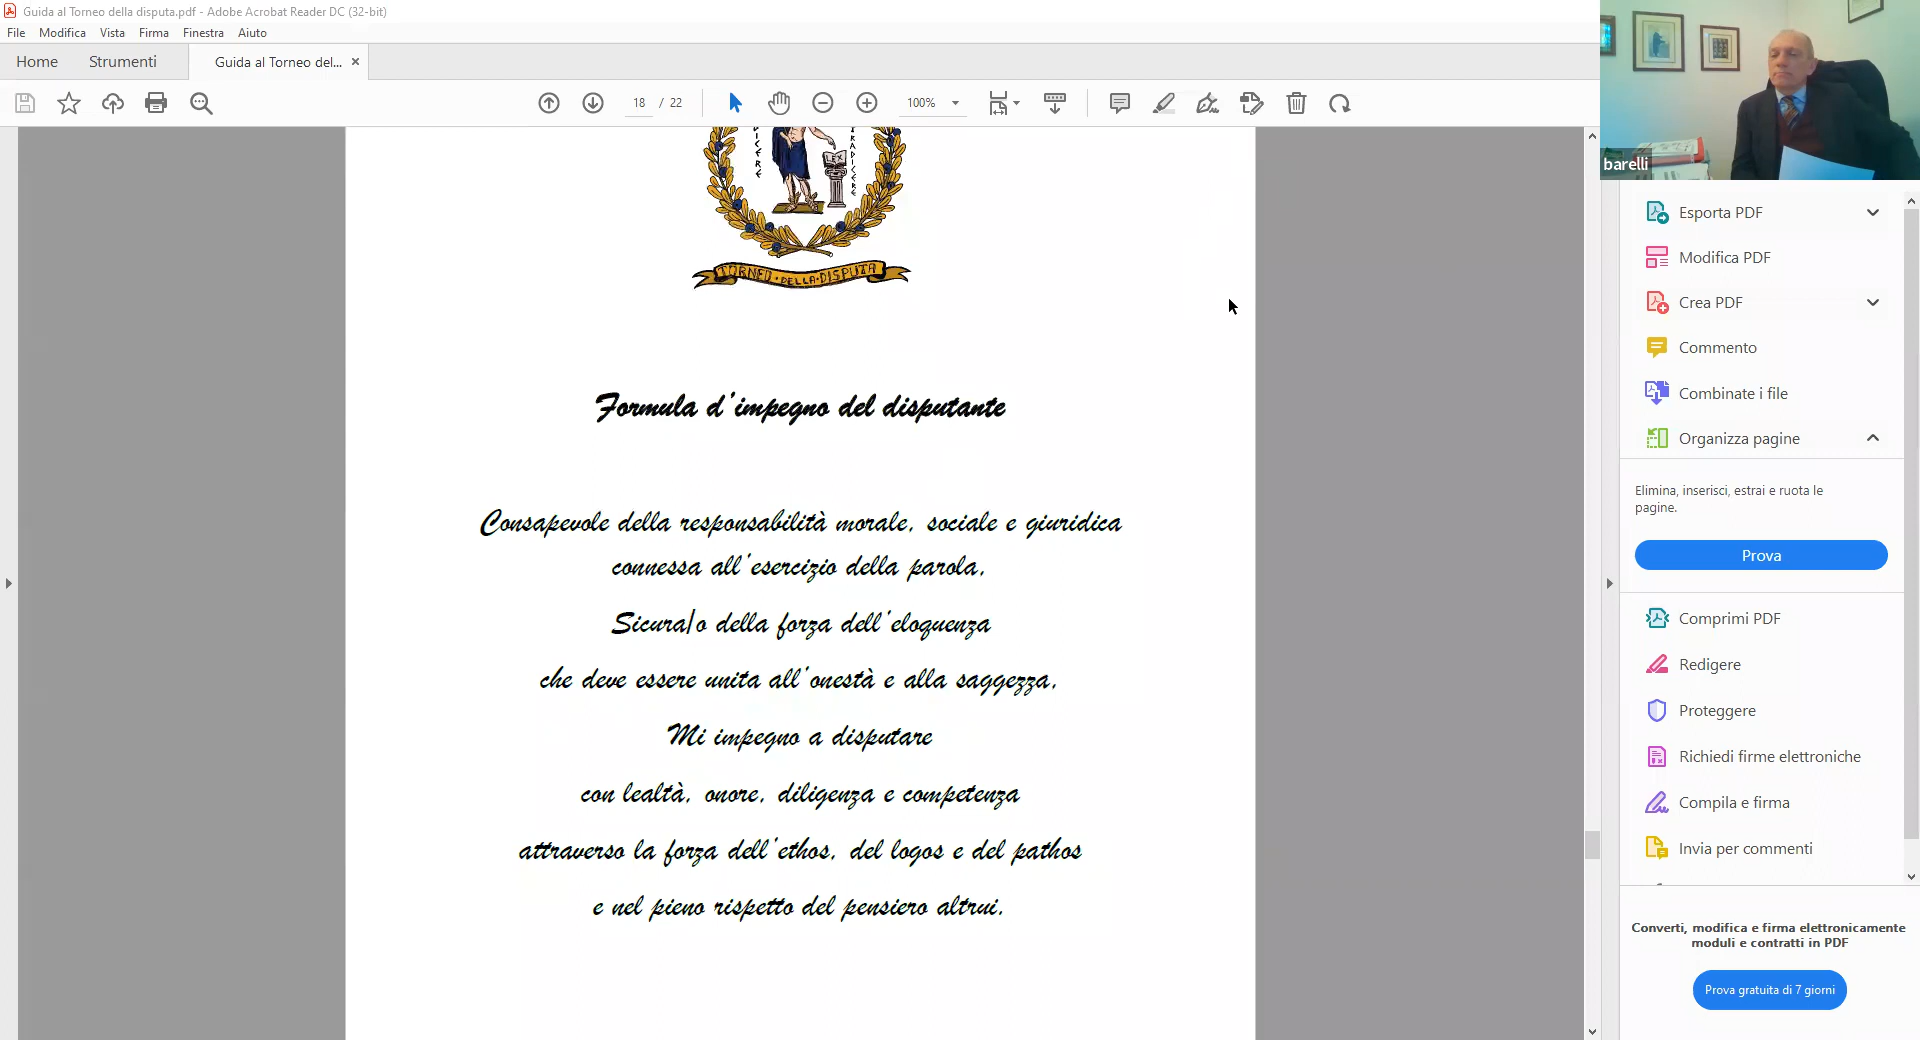 Guida al Torneo della disputa.pdf - Adobe Acrobat Reader DC (32-bit)
File Modifica Vista Firma Finestra Aiuto
Home Strumenti Guida al Torneo del... ×
18 / 22 100%
DICERE
LEX
TORNEO · DELLA · DISPUTA
Formula d'impegno del disputante
Consapevole della responsabilità morale, sociale e giuridica
connessa all'esercizio della parola,
Sicura/o della forza dell'eloquenza
che deve essere unita all'onestà e alla saggezza,
Mi impegno a disputare
con lealtà, onore, diligenza e competenza
attraverso la forza dell'ethos, del logos e del pathos
e nel pieno rispetto del pensiero altrui.
barelli
Esporta PDF
Modifica PDF
Crea PDF
Commento
Combinate i file
Organizza pagine
Elimina, inserisci, estrai e ruota le
pagine.
Prova
Comprimi PDF
Redigere
Proteggere
Richiedi firme elettroniche
Compila e firma
Invia per commenti
Converti, modifica e firma elettronicamente
moduli e contratti in PDF
Prova gratuita di 7 giorni